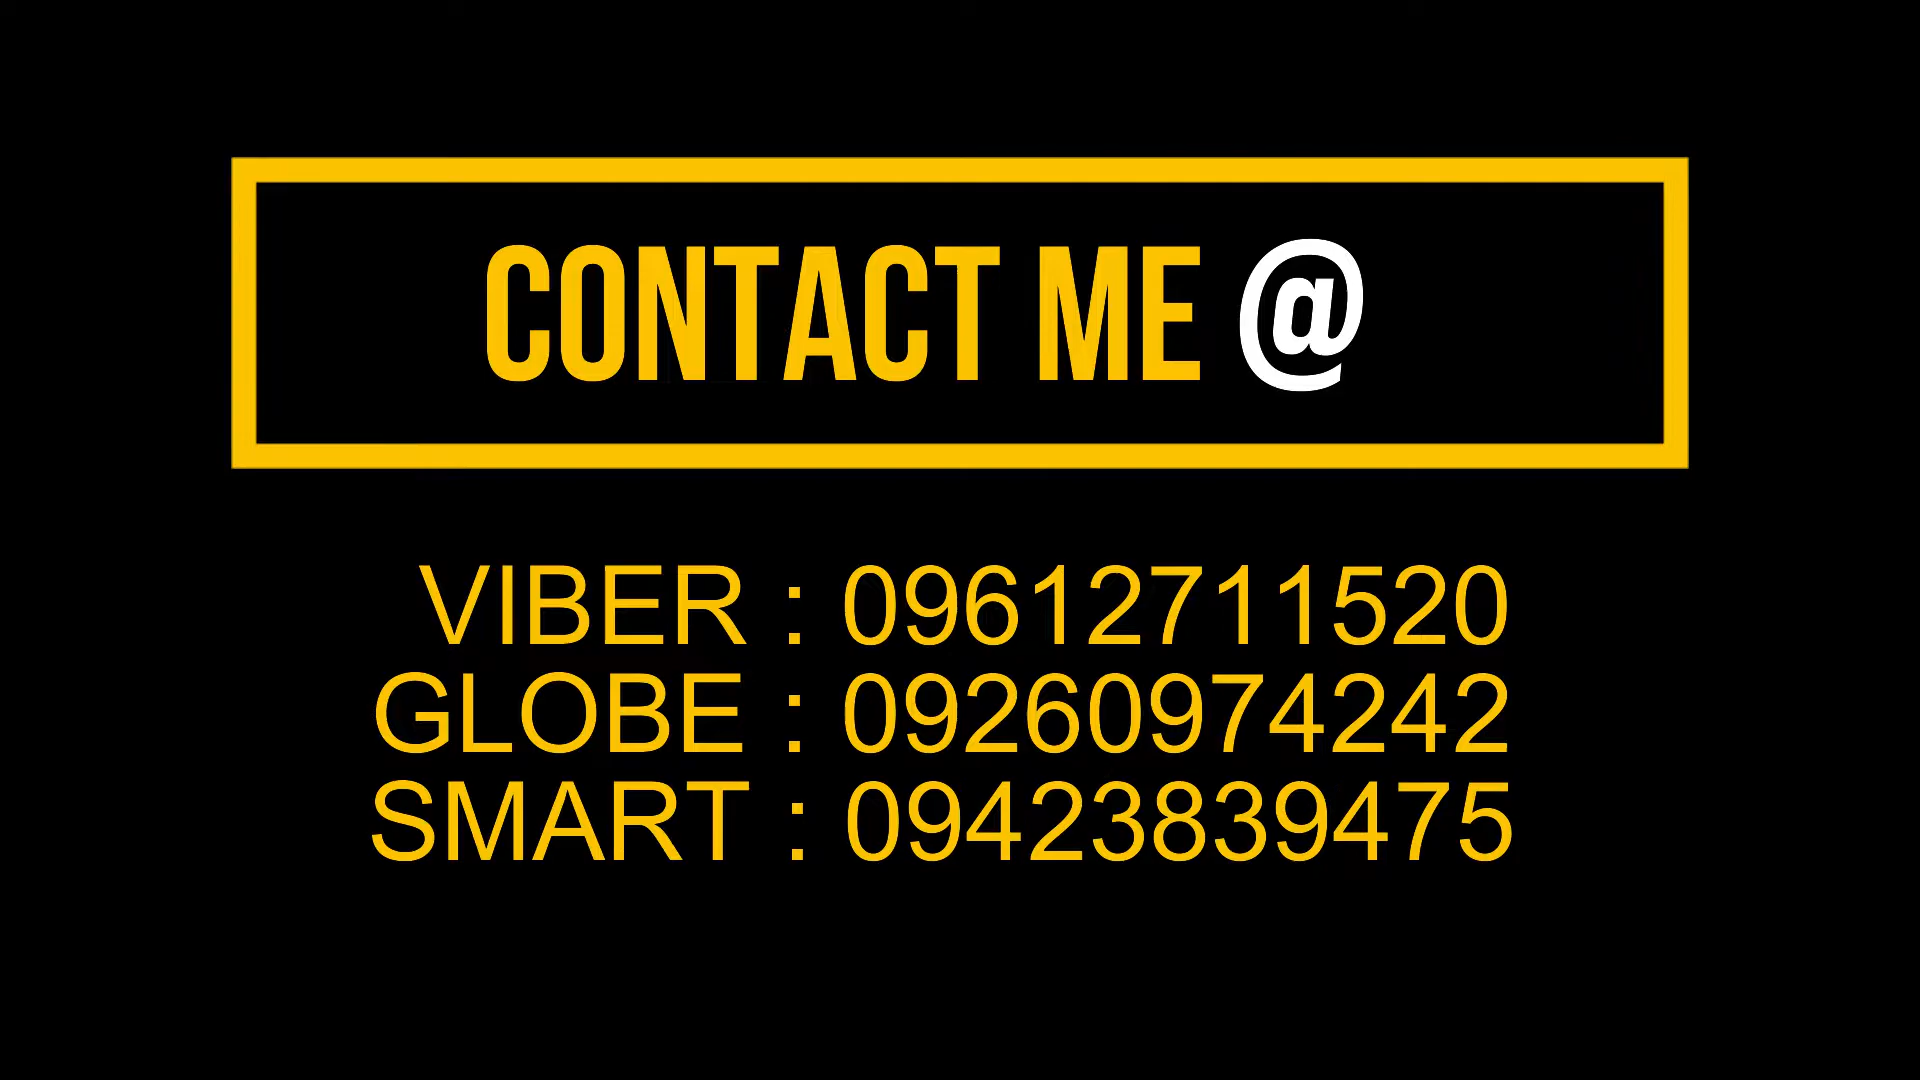 CONTACT ME @
VIBER : 09612711520
GLOBE : 09260974242
SMART : 09423839475